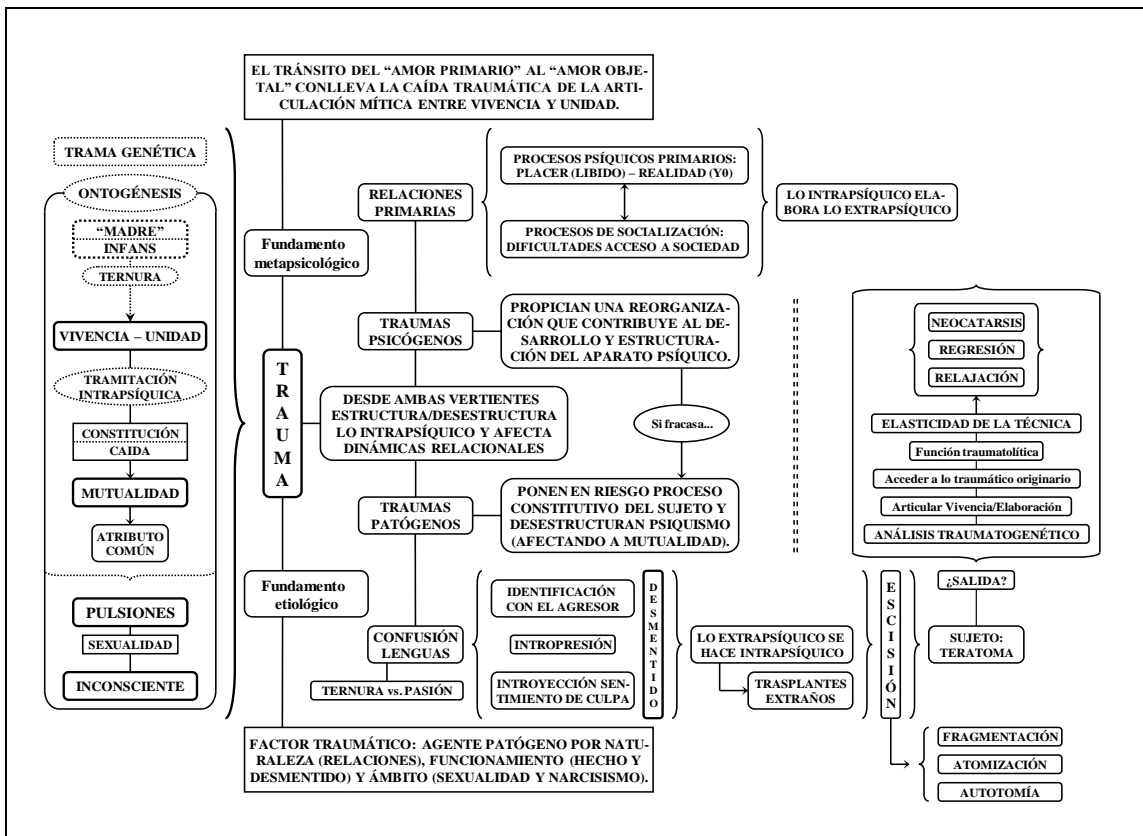 EL TRÁNSITO DEL “AMOR PRIMARIO” AL “AMOR OBJE-
TAL” CONLLEVA LA CAÍDA TRAUMÁTICA DE LA ARTI-
CULACIÓN MÍTICA ENTRE VIVENCIA Y UNIDAD.
TRAMA GENÉTICA
ONTOGÉNESIS
“MADRE”
INFANS
TERNURA
VIVENCIA – UNIDAD
TRAMITACIÓN
INTRAPSÍQUICA
CONSTITUCIÓN
CAIDA
MUTUALIDAD
ATRIBUTO
COMÚN
PULSIONES
SEXUALIDAD
INCONSCIENTE
Fundamento
metapsicológico
T
R
A
U
M
A
Fundamento
etiológico
RELACIONES
PRIMARIAS
PROCESOS PSÍQUICOS PRIMARIOS:
PLACER (LIBIDO) – REALIDAD (Y0)
PROCESOS DE SOCIALIZACIÓN:
DIFICULTADES ACCESO A SOCIEDAD
LO INTRAPSÍQUICO ELA-
BORA LO EXTRAPSÍQUICO
TRAUMAS
PSICÓGENOS
PROPICIAN UNA REORGANIZA-
CIÓN QUE CONTRIBUYE AL DE-
SARROLLO Y ESTRUCTURA-
CIÓN DEL APARATO PSÍQUICO.
DESDE AMBAS VERTIENTES
ESTRUCTURA/DESESTRUCTURA
LO INTRAPSÍQUICO Y AFECTA
DINÁMICAS RELACIONALES
Si fracasa...
TRAUMAS
PATÓGENOS
PONEN EN RIESGO PROCESO
CONSTITUTIVO DEL SUJETO Y
DESESTRUCTURAN PSIQUISMO
(AFECTANDO A MUTUALIDAD).
CONFUSIÓN
LENGUAS
TERNURA vs. PASIÓN
IDENTIFICACIÓN
CON EL AGRESOR
INTROPRESIÓN
INTROYECCIÓN SEN-
TIMIENTO DE CULPA
D
E
S
M
E
N
T
I
D
O
LO EXTRAPSÍQUICO SE
HACE INTRAPSÍQUICO
TRASPLANTES
EXTRAÑOS
E
S
C
I
S
I
Ó
N
NEOCATARSIS
REGRESIÓN
RELAJACIÓN
ELASTICIDAD DE LA TÉCNICA
Función traumatolítica
Acceder a lo traumático originario
Articular Vivencia/Elaboración
ANÁLISIS TRAUMATOGENÉTICO
¿SALIDA?
SUJETO:
TERATOMA
FRAGMENTACIÓN
ATOMIZACIÓN
AUTOTOMÍA
FACTOR TRAUMÁTICO: AGENTE PATÓGENO POR NATU-
RALEZA (RELACIONES), FUNCIONAMIENTO (HECHO Y
DESMENTIDO) Y ÁMBITO (SEXUALIDAD Y NARCISISMO).